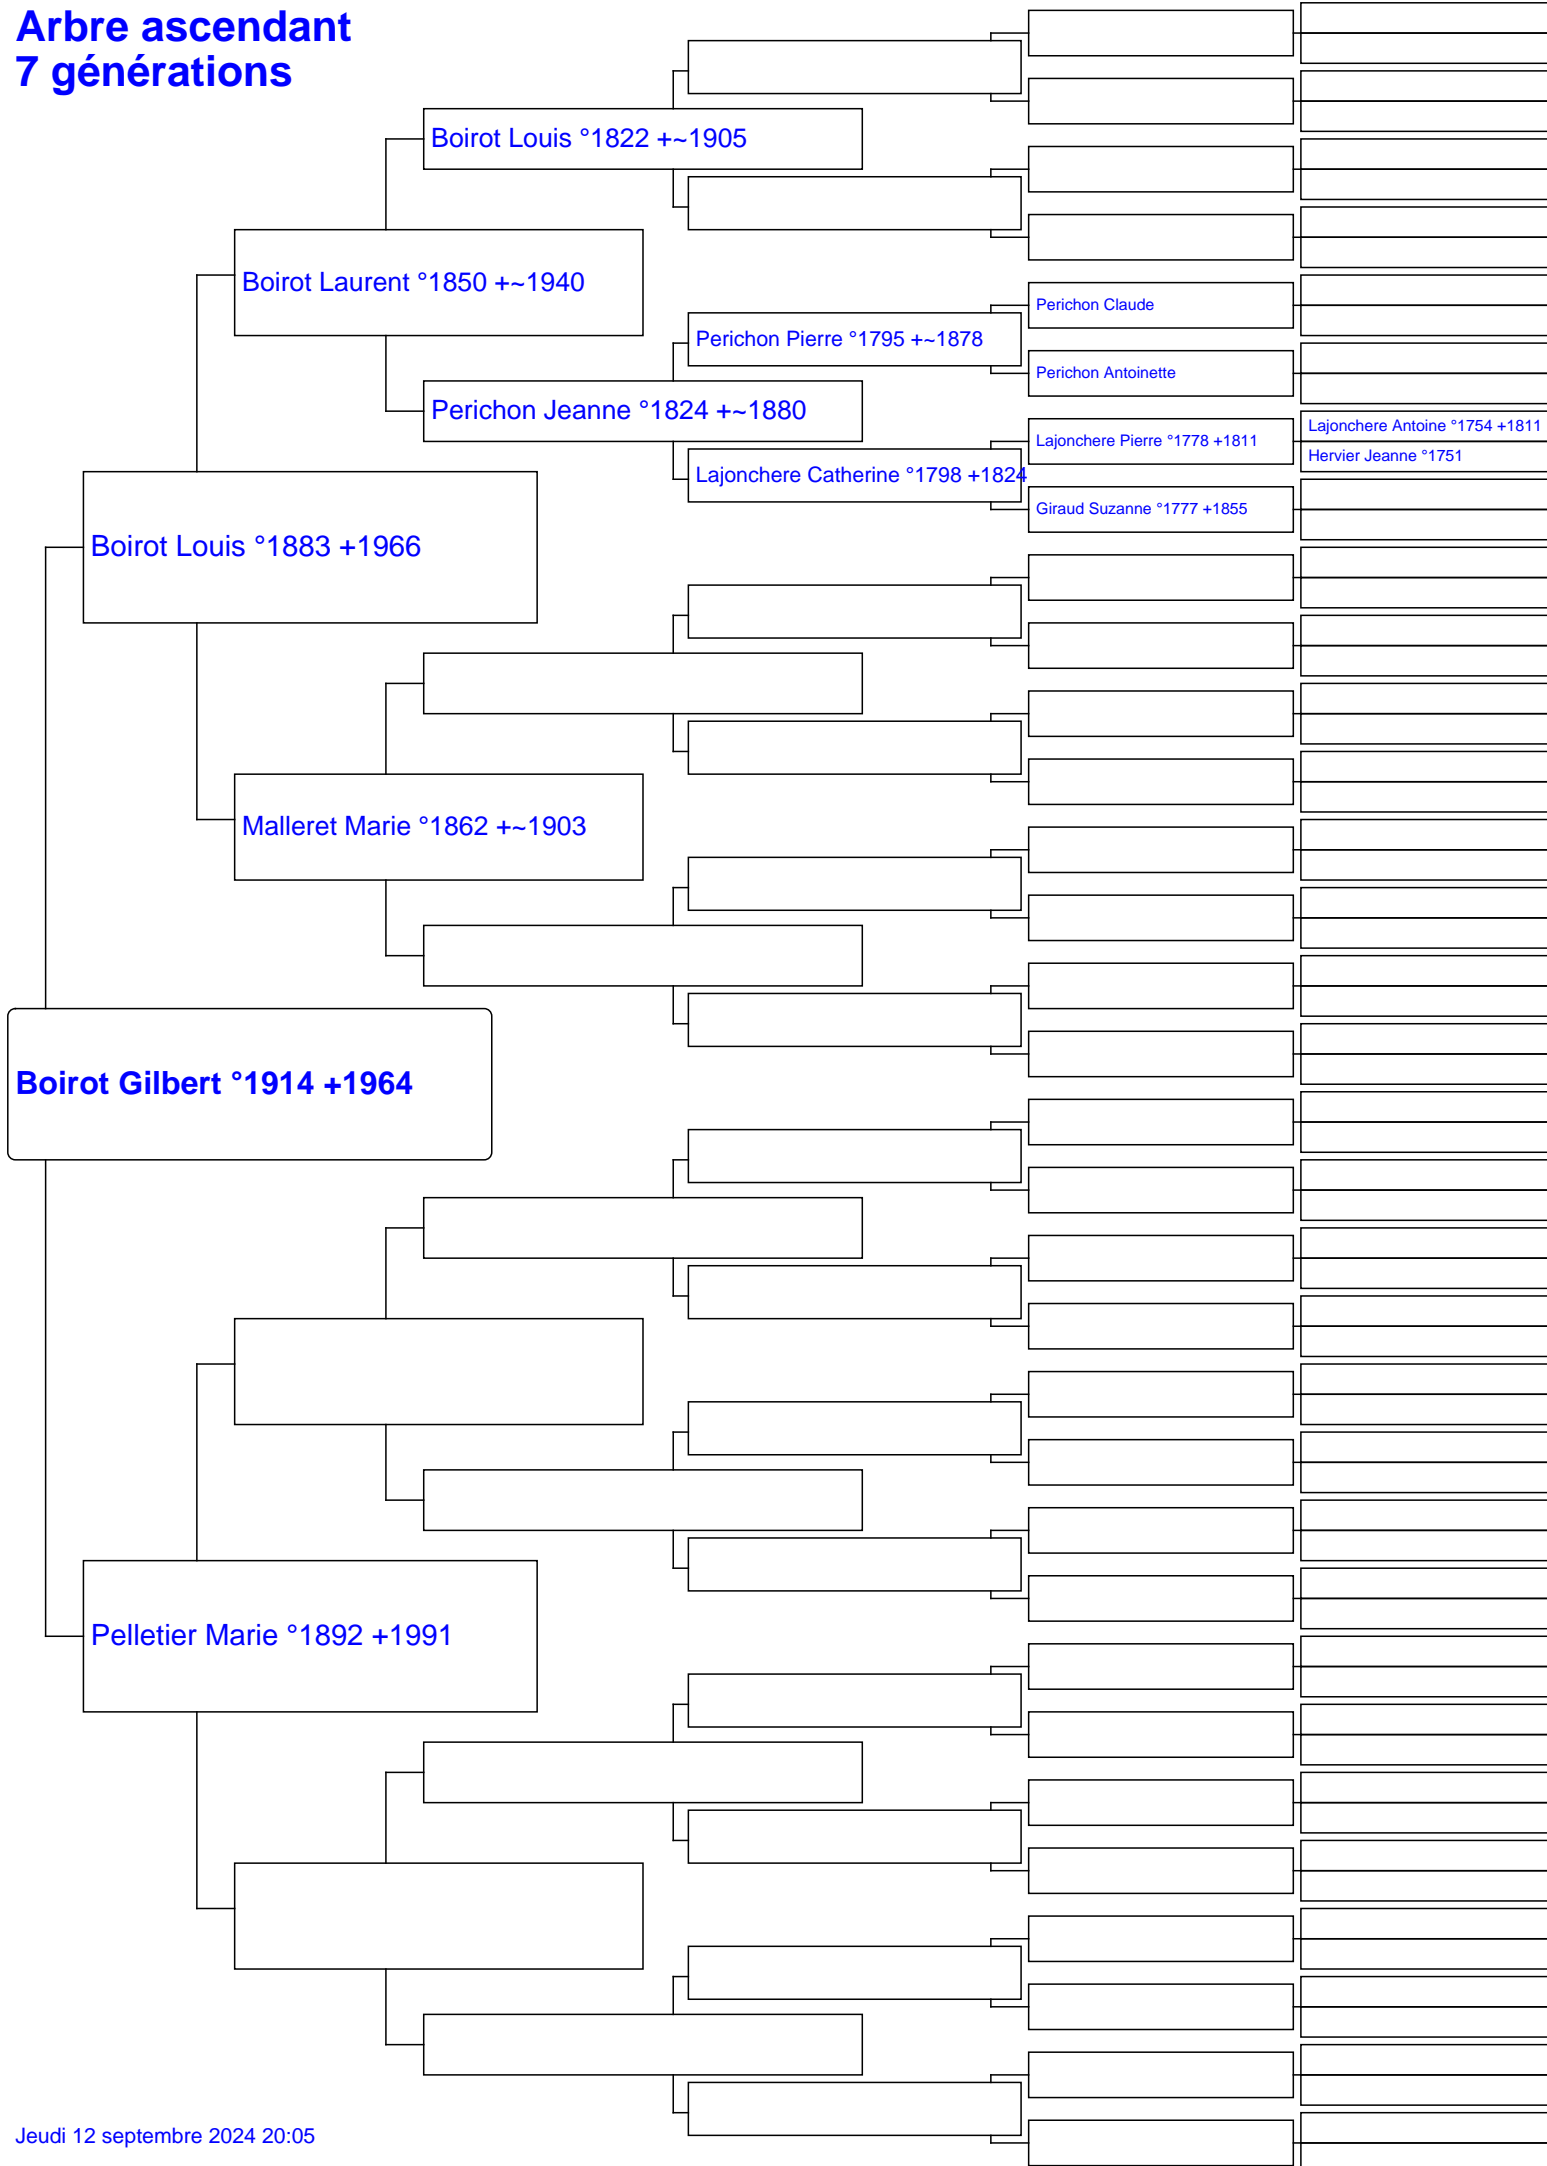 Arbre ascendant
7 générations
Boirot Louis °1822 +~1905
Boirot Laurent °1850 +~1940
Perichon Claude
Perichon Pierre °1795 +~1878
Perichon Antoinette
Perichon Jeanne °1824 +~1880
Lajonchere Antoine °1754 +1811
Lajonchere Pierre °1778 +1811
Hervier Jeanne °1751
Lajonchere Catherine °1798 +1824
Giraud Suzanne °1777 +1855
Boirot Louis °1883 +1966
Malleret Marie °1862 +~1903
Boirot Gilbert °1914 +1964
Pelletier Marie °1892 +1991
Jeudi 12 septembre 2024 20:05